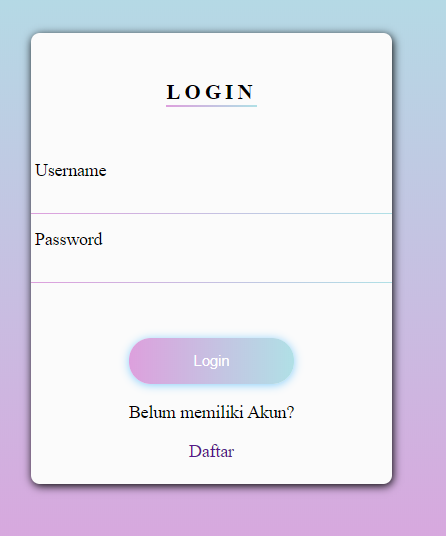 LOGIN
Username
Password
Login
Belum memiliki Akun?
Daftar